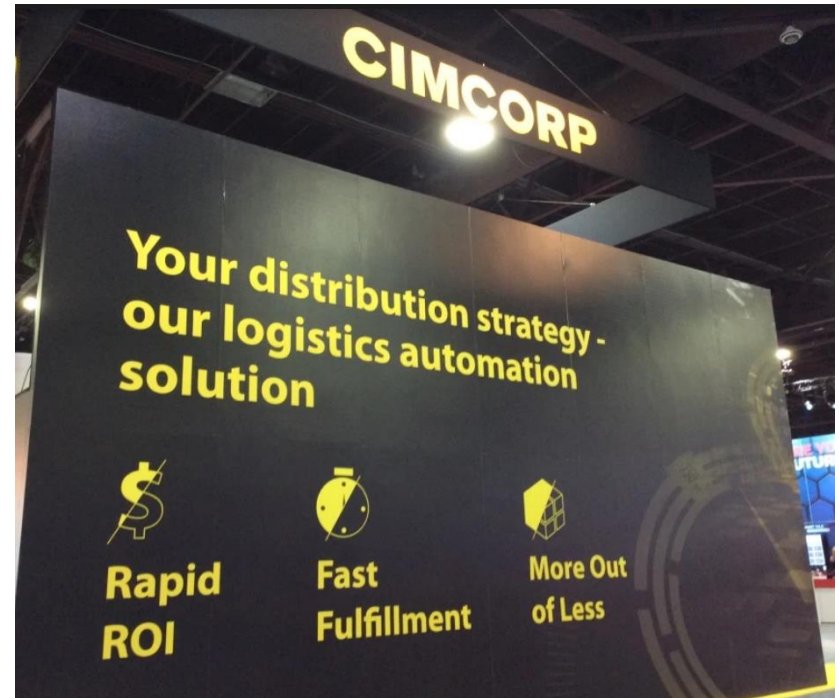 CIMCORP
Your distribution strategy -
our logistics automation
solution
Rapid
ROI
Fast
Fulfillment
More Out
of Less